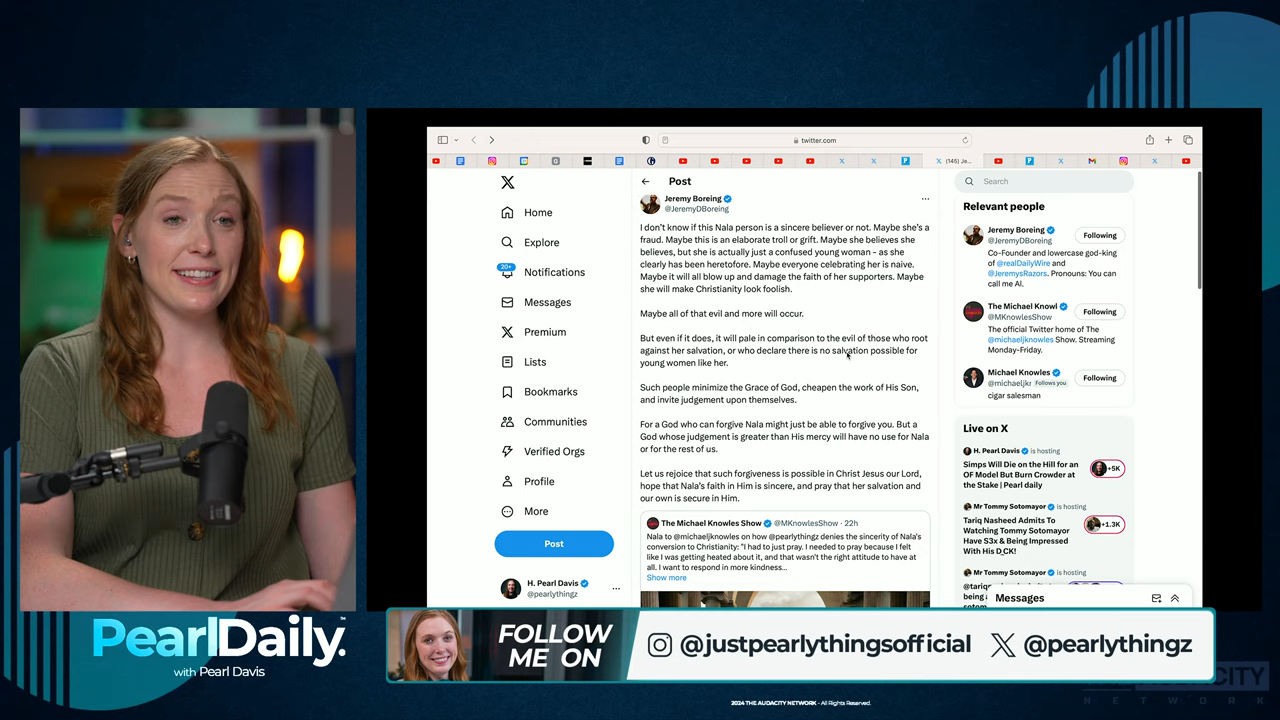 twitter.com
(145) Je...
Post
Search
Home
Explore
20+
Notifications
Messages
Premium
Lists
Bookmarks
Communities
Verified Orgs
Profile
More
Post
H. Pearl Davis
@pearlythingz
Jeremy Boreing
@JeremyDBoreing
I don't know if this Nala person is a sincere believer or not. Maybe she's a
fraud. Maybe this is an elaborate troll or grift. Maybe she believes she
believes, but she is actually just a confused young woman - as she
clearly has been heretofore. Maybe everyone celebrating her is naive.
Maybe it will all blow up and damage the faith of her supporters. Maybe
she will make Christianity look foolish.
Maybe all of that evil and more will occur.
But even if it does, it will pale in comparison to the evil of those who root
against her salvation, or who declare there is no salvation possible for
young women like her.
Such people minimize the Grace of God, cheapen the work of His Son,
and invite judgement upon themselves.
For a God who can forgive Nala might just be able to forgive you. But a
God whose judgement is greater than His mercy will have no use for Nala
or for the rest of us.
Let us rejoice that such forgiveness is possible in Christ Jesus our Lord,
hope that Nala's faith in Him is sincere, and pray that her salvation and
our own is secure in Him.
The Michael Knowles Show @MKnowlesShow · 22h
Nala to @michaeljknowles on how @pearlythingz denies the sincerity of Nala's
conversion to Christianity: "I had to just pray. I needed to pray because I felt
like I was getting heated about it, and that wasn't the right attitude to have at
all. I want to respond in more kindness...
Show more
Relevant people
Jeremy Boreing
@JeremyDBoreing
Following
Co-Founder and lowercase god-king
of @realDailyWire and
@JeremysRazors. Pronouns: You can
call me Al.
The Michael Knowl
@MKnowlesShow
Following
The official Twitter home of The
@michaeljknowles Show. Streaming
Monday-Friday.
Michael Knowles
@michaeljkr Follows you
Following
cigar salesman
Live on X
H. Pearl Davis is hosting
Simps Will Die on the Hill for an
OF Model But Burn Crowder at
the Stake | Pearl daily
+5K
Mr Tommy Sotomayor is hosting
Tariq Nasheed Admits To
Watching Tommy Sotomayor
Have S3x & Being Impressed
With His D_CK!
+1.3K
Mr Tommy Sotomayor is hosting
Messages
PearlDaily.™
with Pearl Davis
FOLLOW
ME ON
@justpearlythingsofficial
@pearlythingz
2024 THE AUDACITY NETWORK - All Rights Reserved.
NETWORK